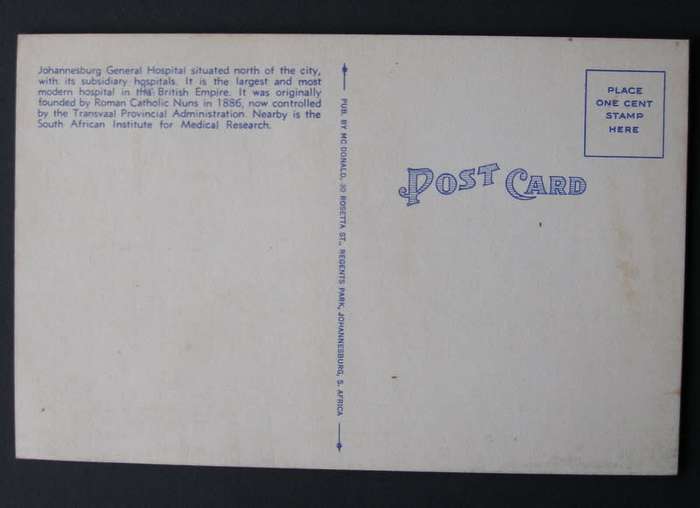 Johannesburg General Hospital situated north of the city,
with its subsidiary hospitals. It is the largest and most
modern hospital in the British Empire. It was originally
founded by Roman Catholic Nuns in 1886, now controlled
by the Transvaal Provincial Administration. Nearby is the
South African Institute for Medical Research.
PUB. BY MC DONALD, 30 ROSETTA ST., REGENTS PARK, JOHANNESBURG, S. AFRICA
PLACE
ONE CENT
STAMP
HERE
POST CARD